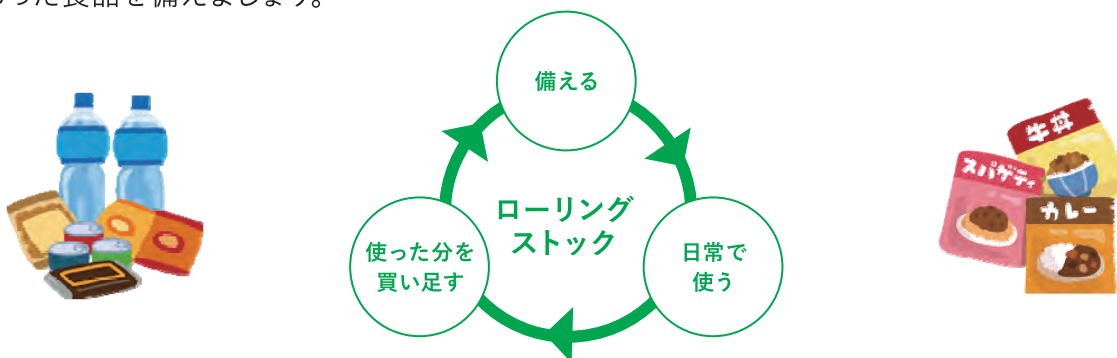 った食品を備えましょう。
備える
ローリング
ストック
使った分を
買い足す
日常で
使う
牛丼
スパゲティ
カレー